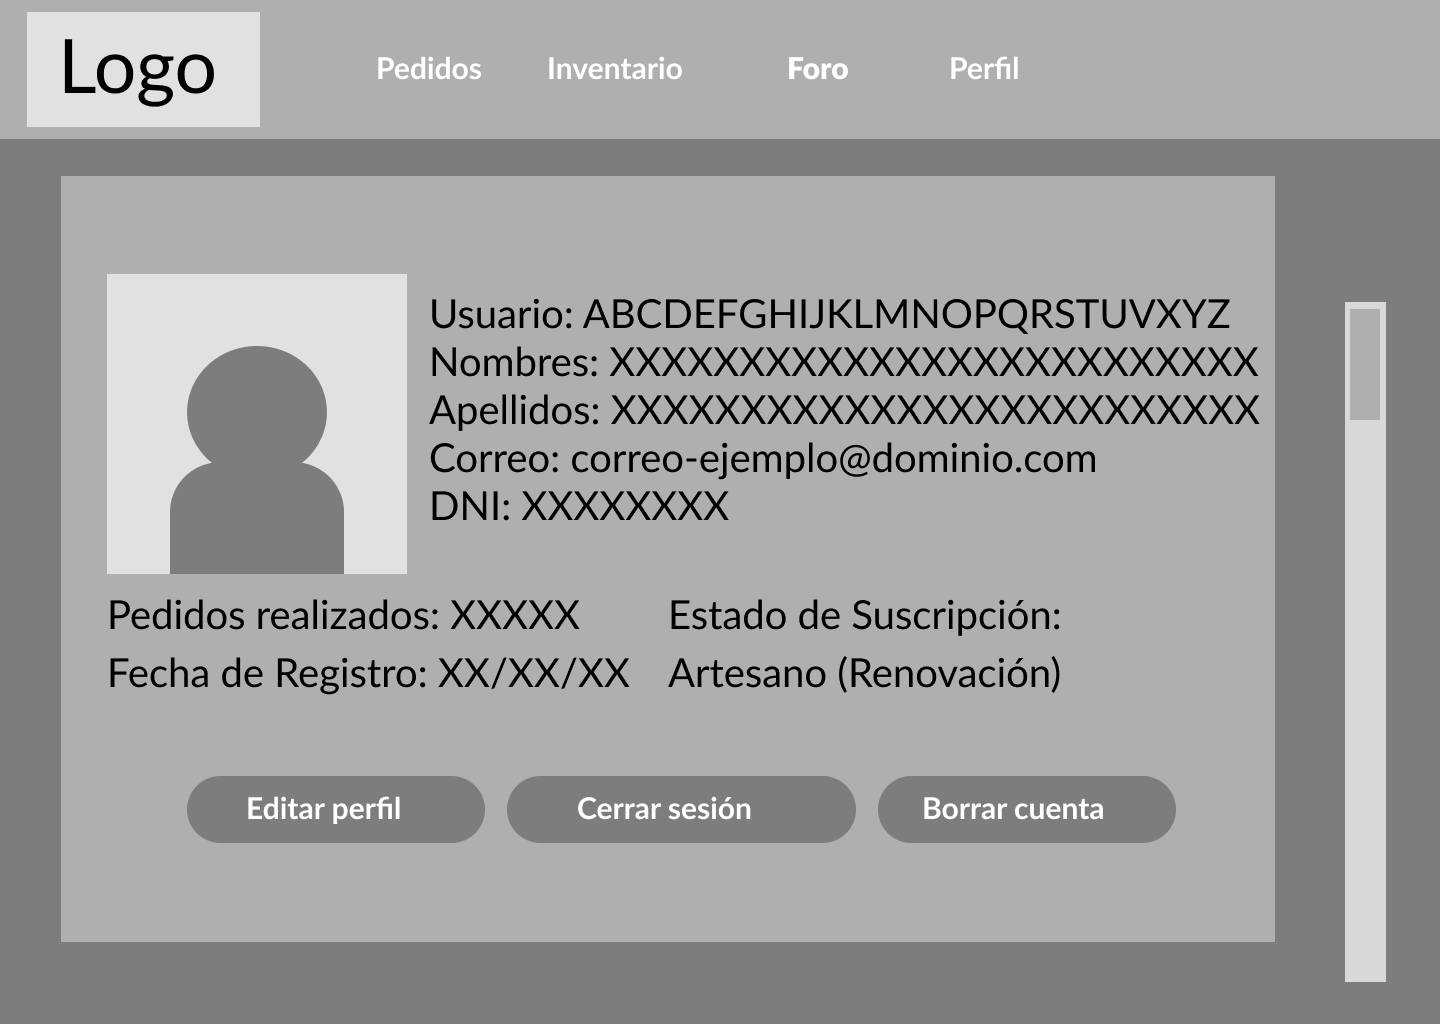 Logo
Pedidos Inventario Foro Perfil
Usuario: ABCDEFGHIJKLMNOPQRSTUVXYZ
Nombres: XXXXXXXXXXXXXXXXXXXXXXXXX
Apellidos: XXXXXXXXXXXXXXXXXXXXXXXXX
Correo: correo-ejemplo@dominio.com
DNI: XXXXXXXX
Pedidos realizados: XXXXX
Fecha de Registro: XX/XX/XX
Estado de Suscripción:
Artesano (Renovación)
Editar perfil
Cerrar sesión
Borrar cuenta